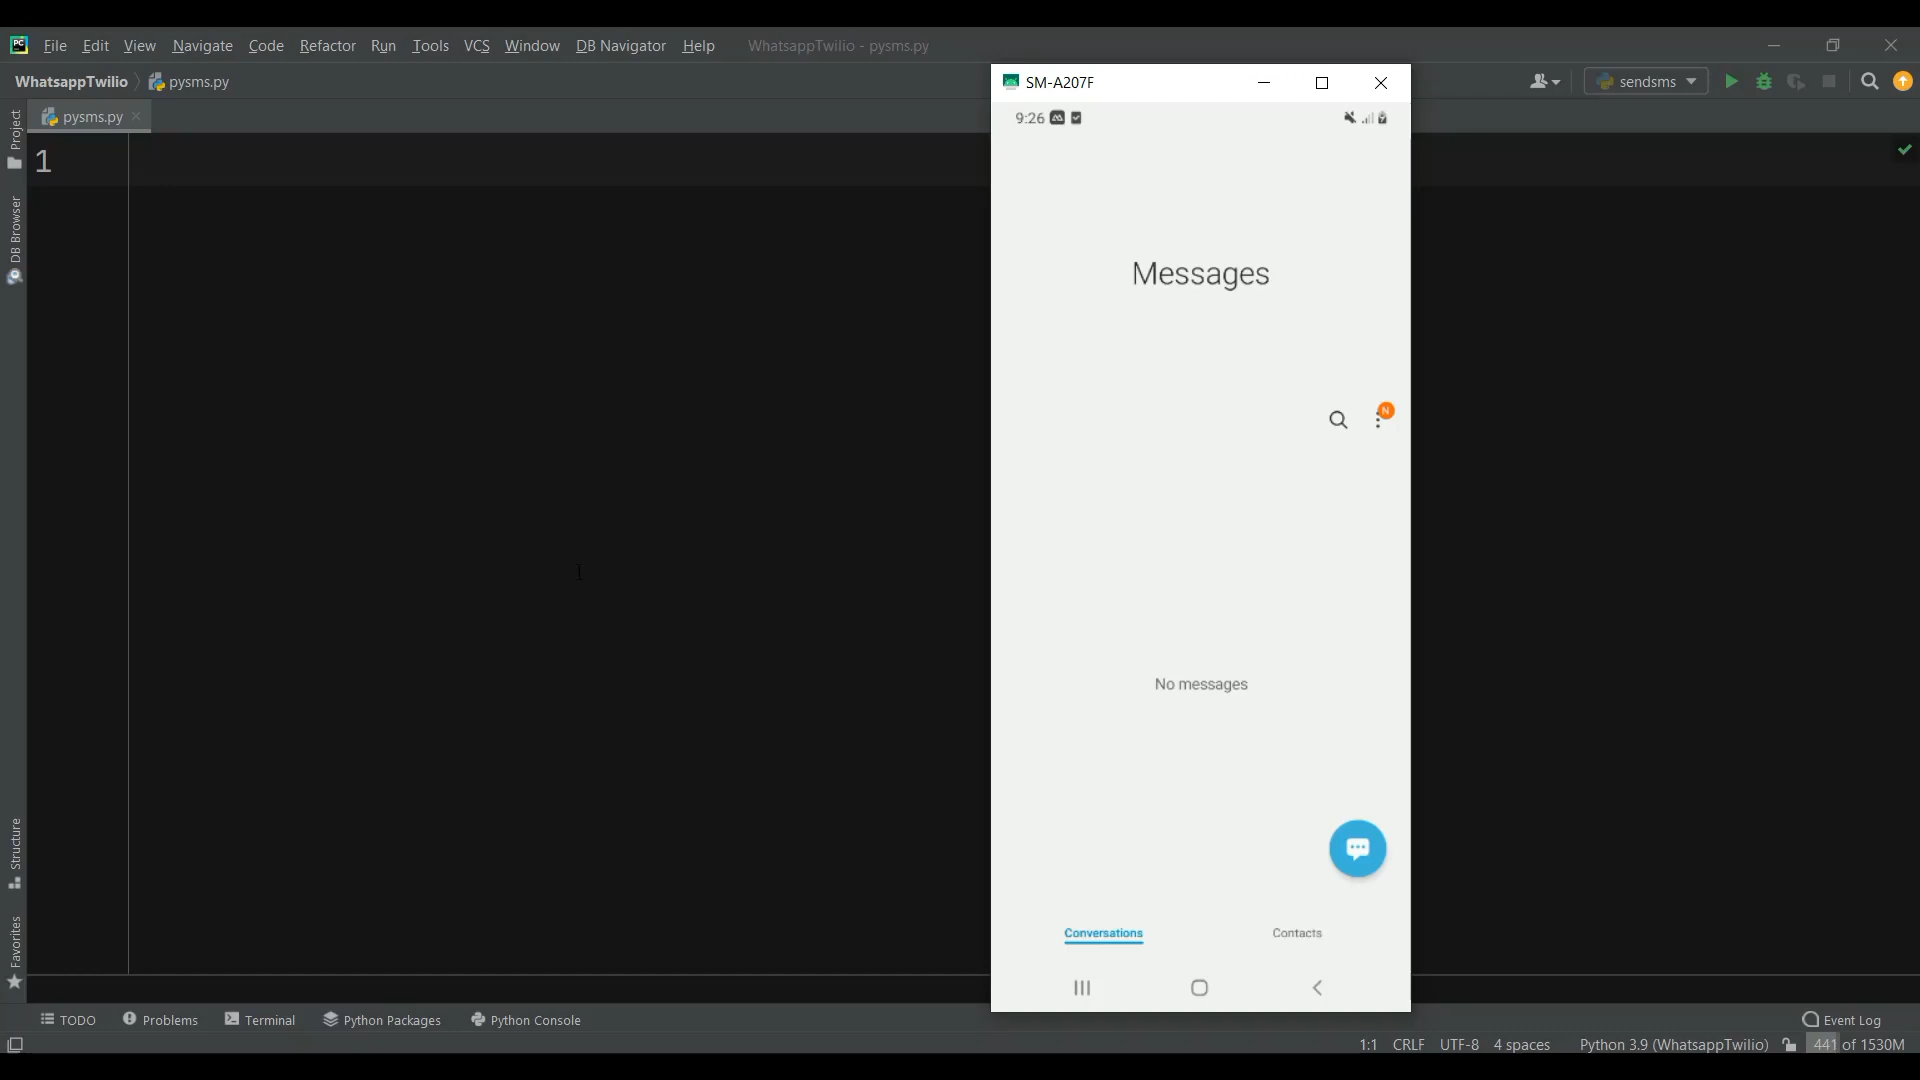 PC File Edit View Navigate Code Refactor Run Tools VCS Window DB Navigator Help WhatsappTwilio - pysms.py
WhatsappTwilio pysms.py
sendsms
pysms.py
1
Project
DB Browser
Structure
Favorites
SM-A207F
9:26
Messages
N
No messages
Conversations Contacts
TODO Problems Terminal Python Packages Python Console Event Log
1:1 CRLF UTF-8 4 spaces Python 3.9 (WhatsappTwilio) 441 of 1530M